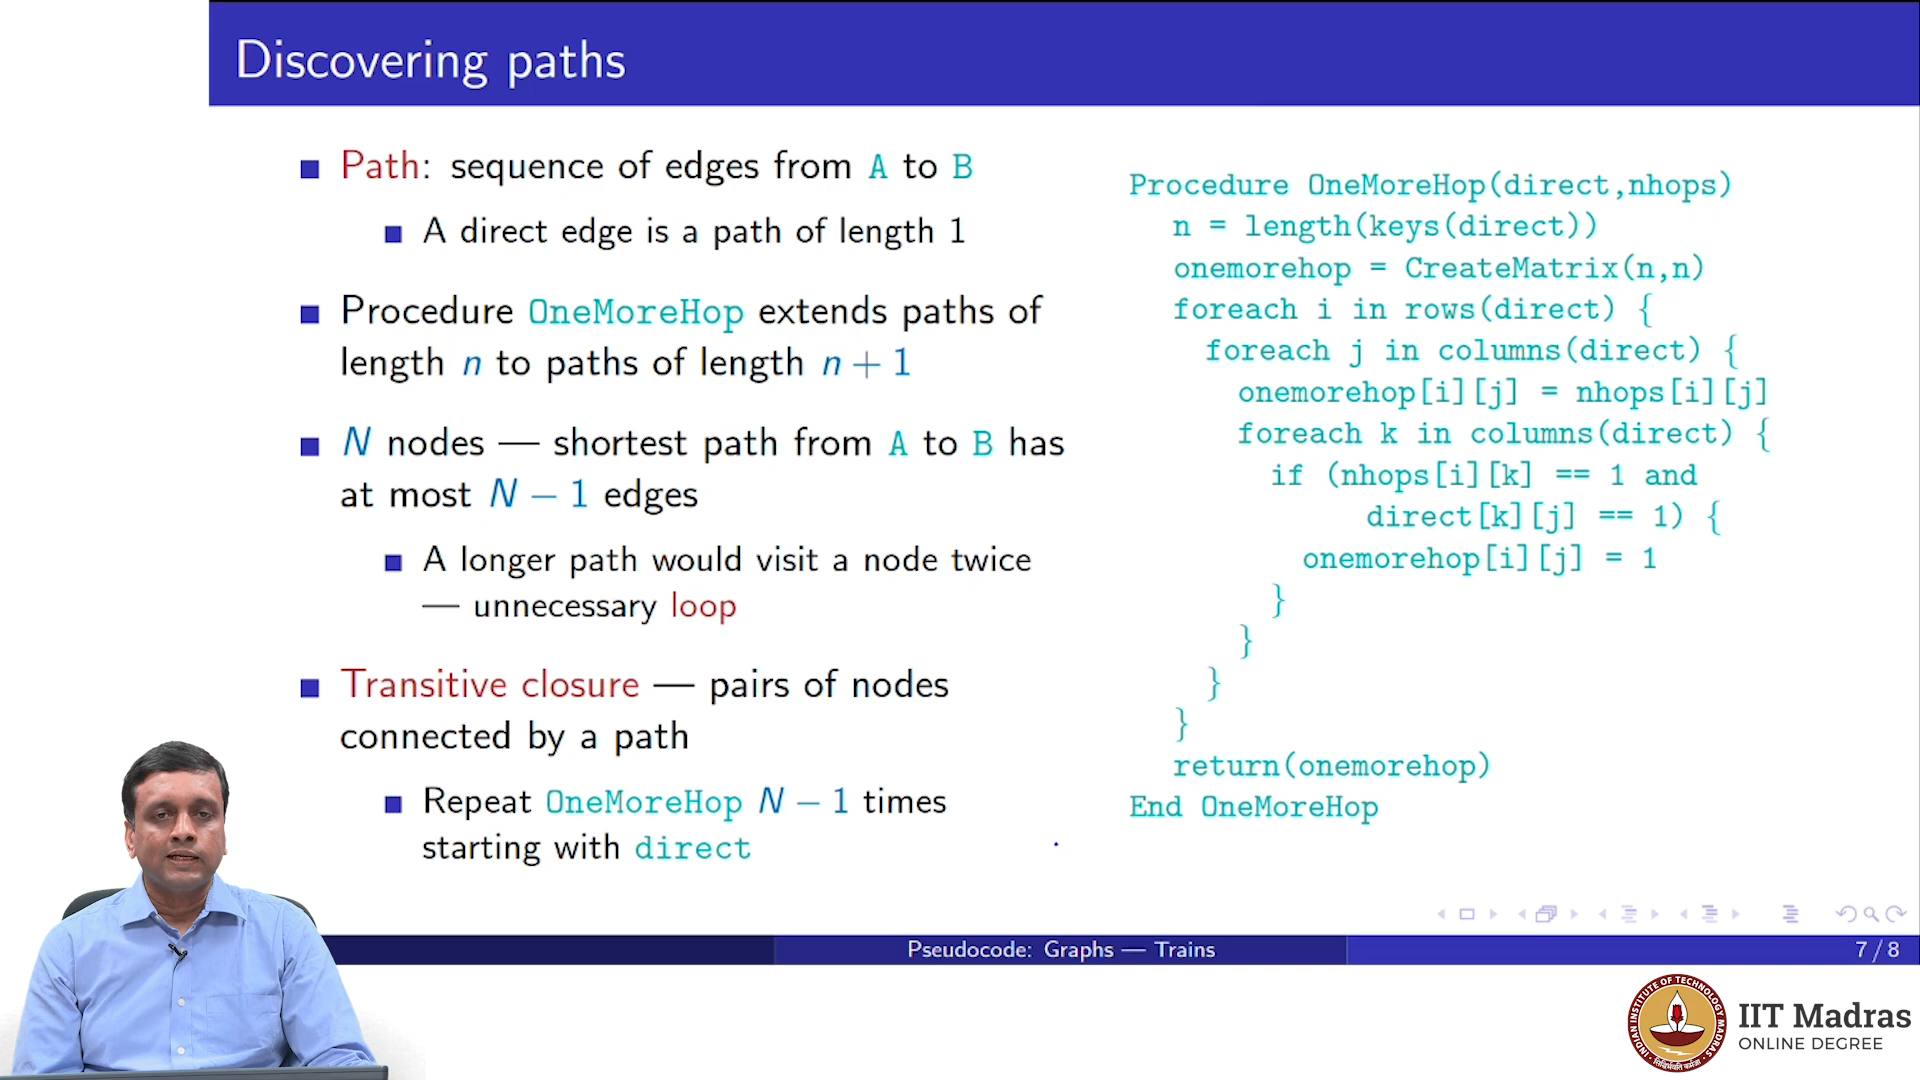 Discovering paths
Path: sequence of edges from A to B
A direct edge is a path of length 1
Procedure OneMoreHop extends paths of
length n to paths of length n + 1
N nodes — shortest path from A to B has
at most N − 1 edges
A longer path would visit a node twice
— unnecessary loop
Transitive closure — pairs of nodes
connected by a path
Repeat OneMoreHop N − 1 times
starting with direct
Procedure OneMoreHop(direct,nhops)
n = length(keys(direct))
onemorehop = CreateMatrix(n,n)
foreach i in rows(direct) {
foreach j in columns(direct) {
onemorehop[i][j] = nhops[i][j]
foreach k in columns(direct) {
if (nhops[i][k] == 1 and
direct[k][j] == 1) {
onemorehop[i][j] = 1
}
}
}
}
return(onemorehop)
End OneMoreHop
Pseudocode: Graphs — Trains
7 / 8
INDIAN INSTITUTE OF TECHNOLOGY MADRAS
IIT Madras
ONLINE DEGREE